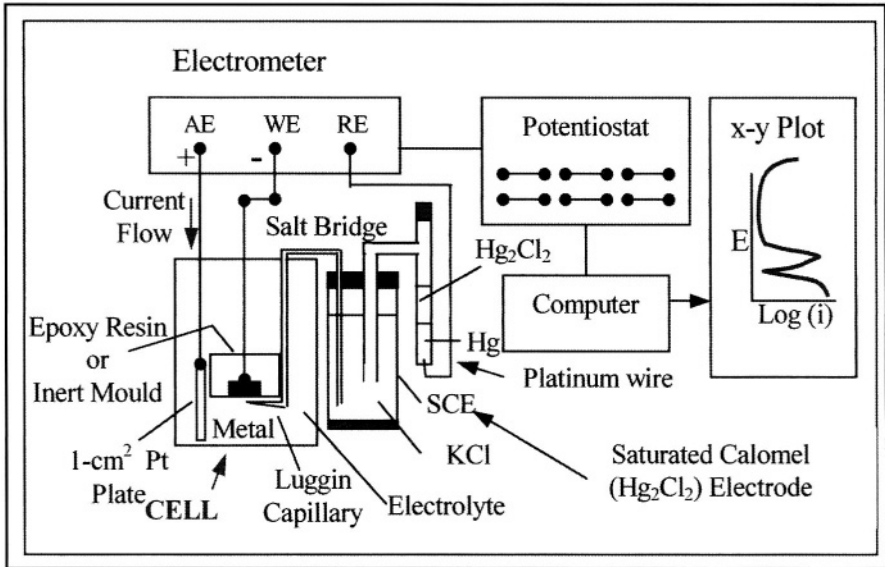 Electrometer
AE WE RE
+ -
Potentiostat
x-y Plot
E
Log (i)
Current
Flow
Salt Bridge
Hg₂Cl₂
Computer
Epoxy Resin
or
Inert Mould
Hg
Platinum wire
SCE
Metal
KCl
1-cm² Pt
Plate
CELL
Luggin
Capillary
Electrolyte
Saturated Calomel
(Hg₂Cl₂) Electrode